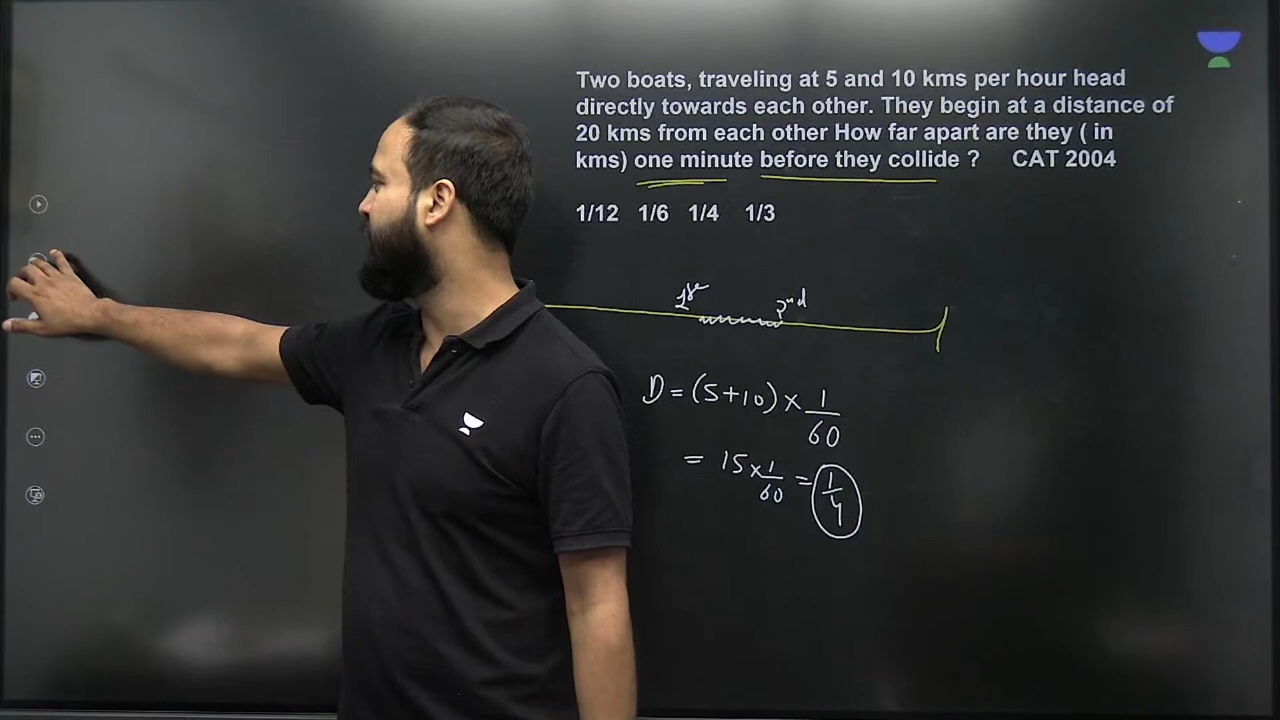 Two boats, traveling at 5 and 10 kms per hour head
directly towards each other. They begin at a distance of
20 kms from each other How far apart are they ( in
kms) one minute before they collide ?   CAT 2004
1/12   1/6   1/4   1/3
1st 2nd
D = (5+10) × 1/60
= 15 × 1/60 = 1/4